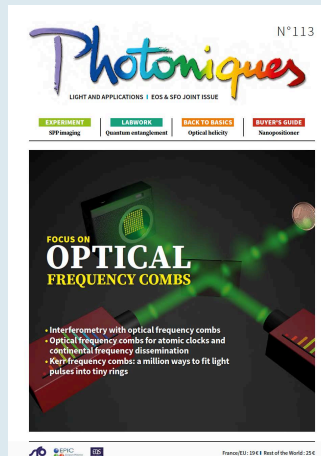 N°113
Photoniques
LIGHT AND APPLICATIONS I EOS & SFO JOINT ISSUE
EXPERIMENT
SPP imaging
LABWORK
Quantum entanglement
BACK TO BASICS
Optical helicity
BUYER'S GUIDE
Nanopositioner
FOCUS ON
OPTICAL
FREQUENCY COMBS
• Interferometry with optical frequency combs
• Optical frequency combs for atomic clocks and
continental frequency dissemination
• Kerr frequency combs: a million ways to fit light
pulses into tiny rings
EPIC
EOS
France/EU : 19 € I Rest of the World : 25 €